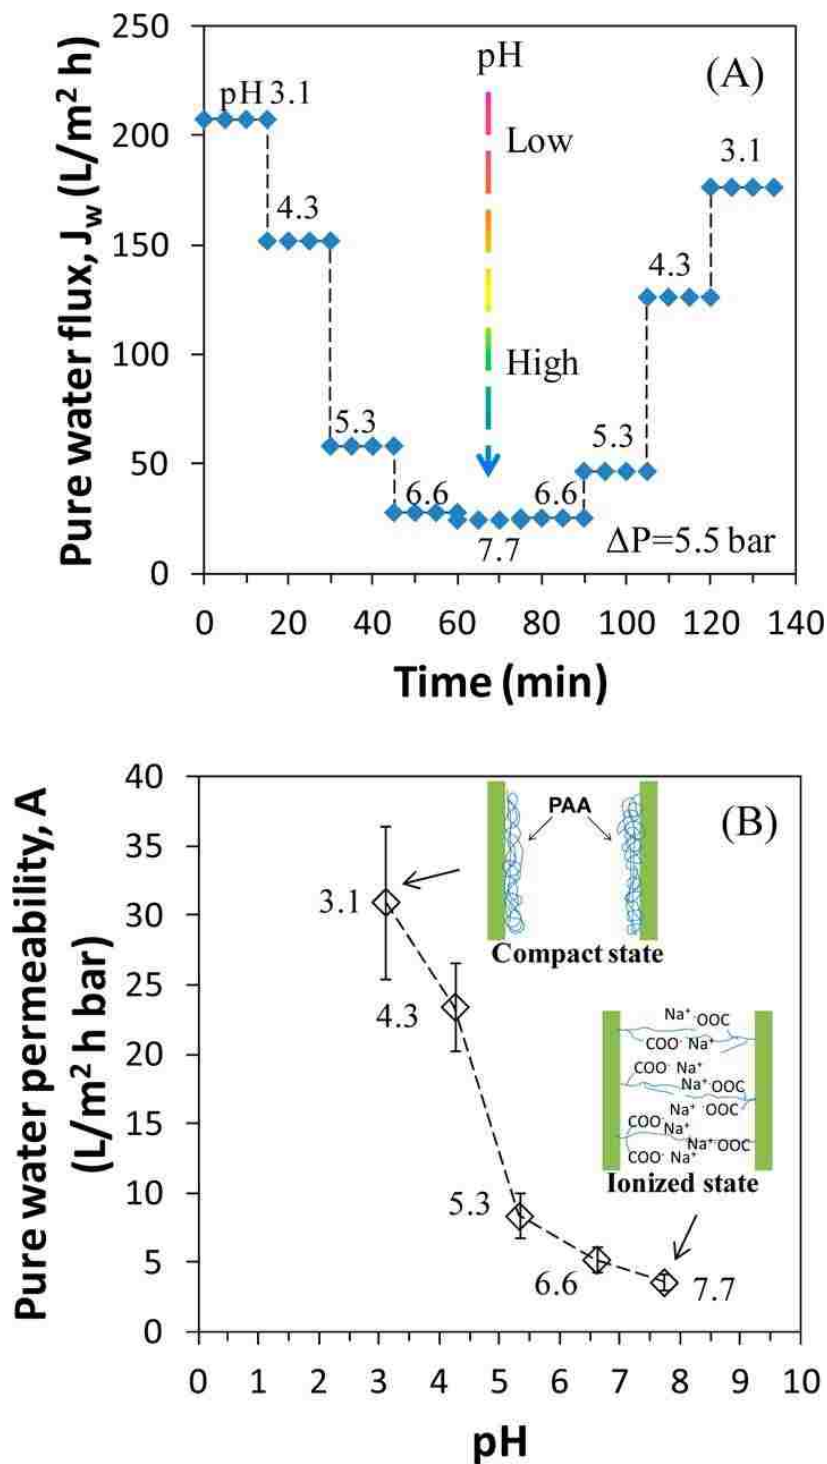 250
(A)
pH
pH 3.1
Low
3.1
200
4.3
150
4.3
100
High
5.3
5.3
50
6.6
6.6
7.7
ΔP=5.5 bar
0
0 20 40 60 80 100 120 140
Time (min)
Pure water flux, J_w (L/m² h)
40
(B)
PAA
35
3.1
30
Compact state
25
4.3
20
Na⁺ ⁻OOC
COO⁻ Na⁺
COO⁻ Na⁺
Na⁺ ⁻OOC
Na⁺ ⁻OOC
COO⁻ Na⁺
Na⁺ ⁻OOC
COO⁻ Na⁺
Ionized state
15
10
5.3
5
6.6
7.7
0
0 1 2 3 4 5 6 7 8 9 10
pH
Pure water permeability, A
(L/m² h bar)